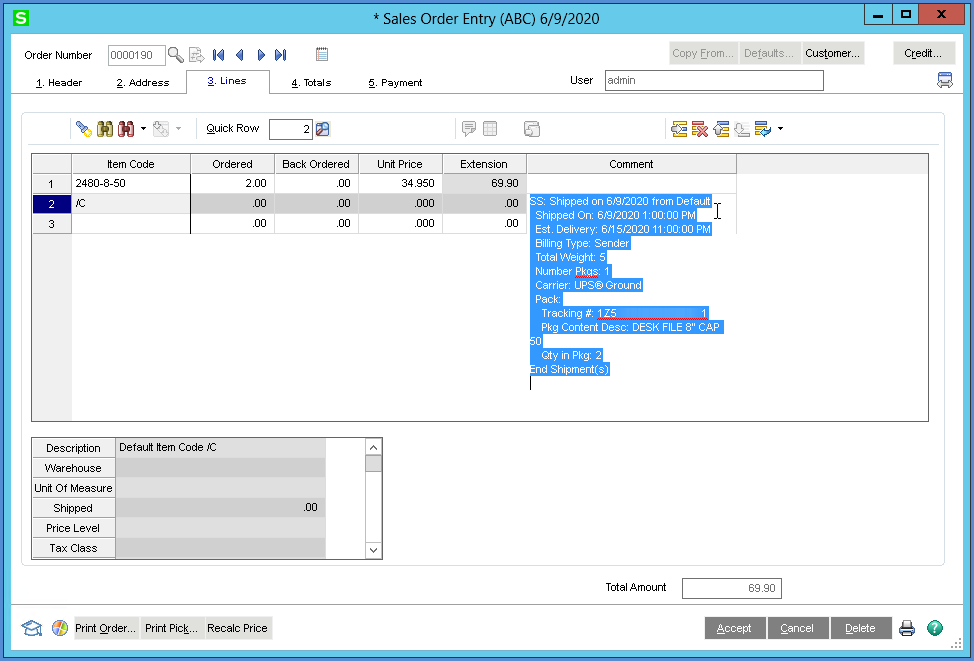 S
* Sales Order Entry (ABC) 6/9/2020
X
Order Number 0000190 Copy From... Defaults... Customer... Credit...
1. Header 2. Address 3. Lines 4. Totals 5. Payment User admin
Quick Row 2
Item Code Ordered Back Ordered Unit Price Extension Comment
1 2480-8-50 2.00 .00 34.950 69.90
2 /C .00 .00 .000 .00
3 .00 .00 .000 .00
SS: Shipped on 6/9/2020 from Default
Shipped On: 6/9/2020 1:00:00 PM
Est. Delivery: 6/15/2020 11:00:00 PM
Billing Type: Sender
Total Weight: 5
Number Pkgs: 1
Carrier: UPS® Ground
Pack:
Tracking #: 1Z5 1
Pkg Content Desc: DESK FILE 8" CAP
50
Qty in Pkg: 2
End Shipment(s)
Description Default Item Code /C
Warehouse
Unit Of Measure
Shipped .00
Price Level
Tax Class
Total Amount 69.90
Print Order... Print Pick... Recalc Price Accept Cancel Delete ?